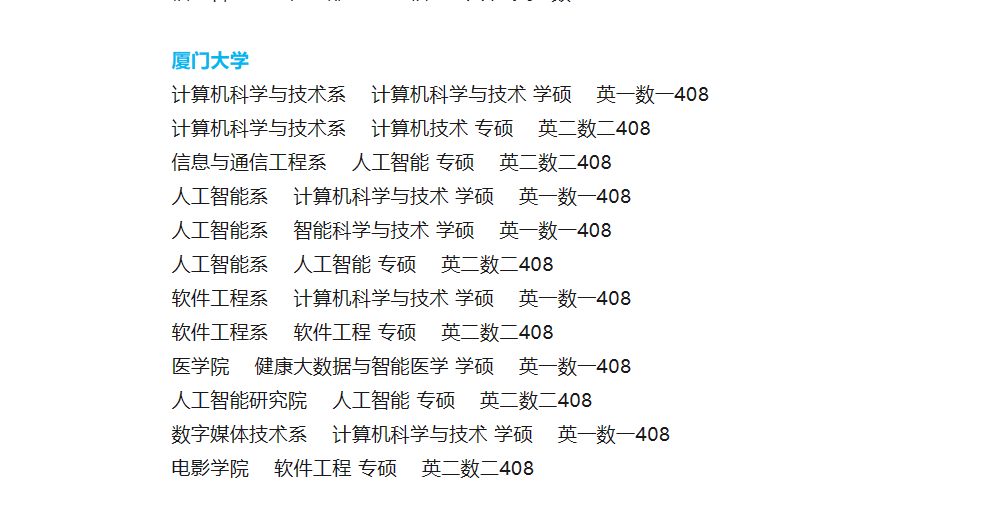 厦门大学
计算机科学与技术系 计算机科学与技术 学硕 英一数一408
计算机科学与技术系 计算机技术 专硕 英二数二408
信息与通信工程系 人工智能 专硕 英二数二408
人工智能系 计算机科学与技术 学硕 英一数一408
人工智能系 智能科学与技术 学硕 英一数一408
人工智能系 人工智能 专硕 英二数二408
软件工程系 计算机科学与技术 学硕 英一数一408
软件工程系 软件工程 专硕 英二数二408
医学院 健康大数据与智能医学 学硕 英一数一408
人工智能研究院 人工智能 专硕 英二数二408
数字媒体技术系 计算机科学与技术 学硕 英一数一408
电影学院 软件工程 专硕 英二数二408